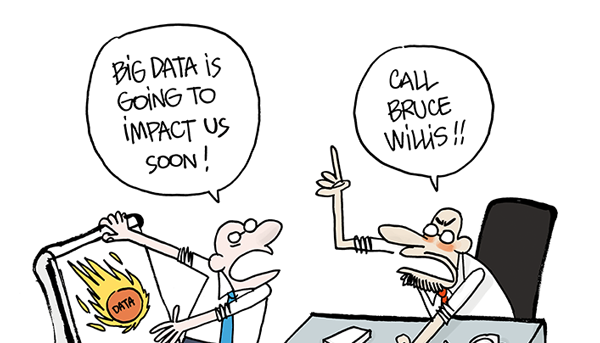 BIG DATA IS
GOING TO
IMPACT US
SOON!
CALL
BRUCE
WILLIS!!
DATA